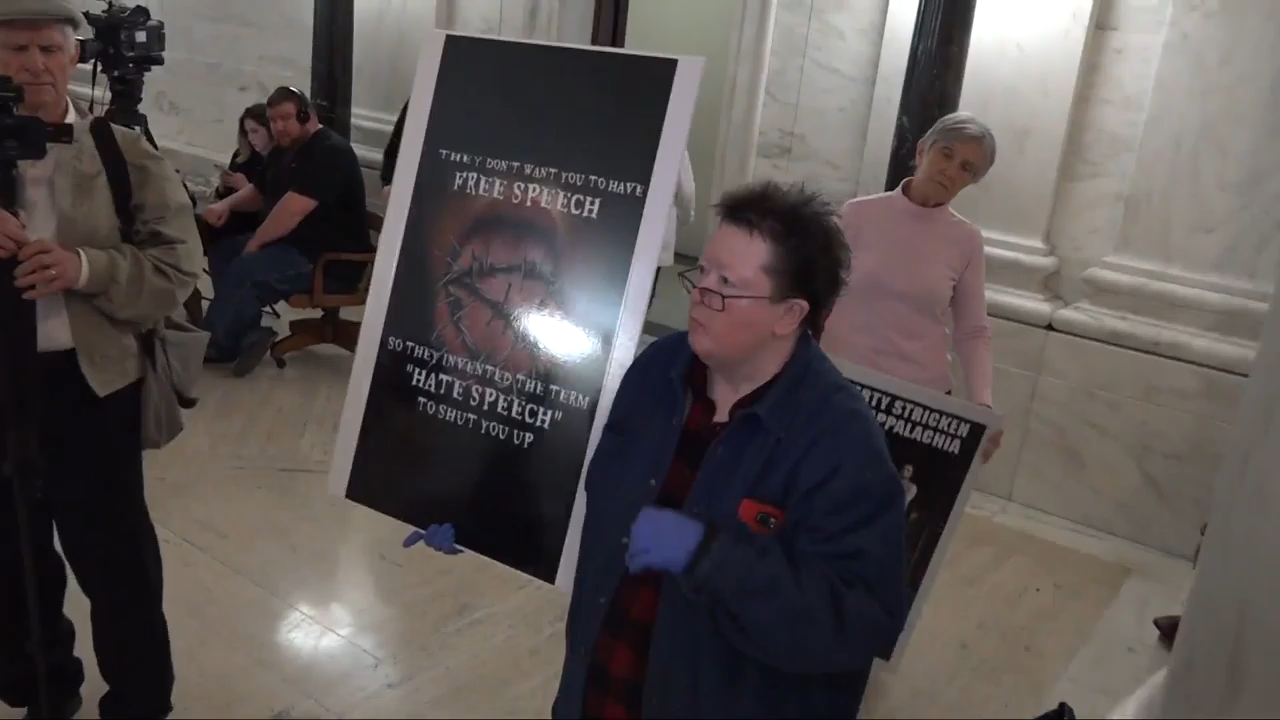 THEY DON'T WANT YOU TO HAVE
FREE SPEECH
SO THEY INVENTED THE TERM
"HATE SPEECH"
TO SHUT YOU UP
STRICKEN